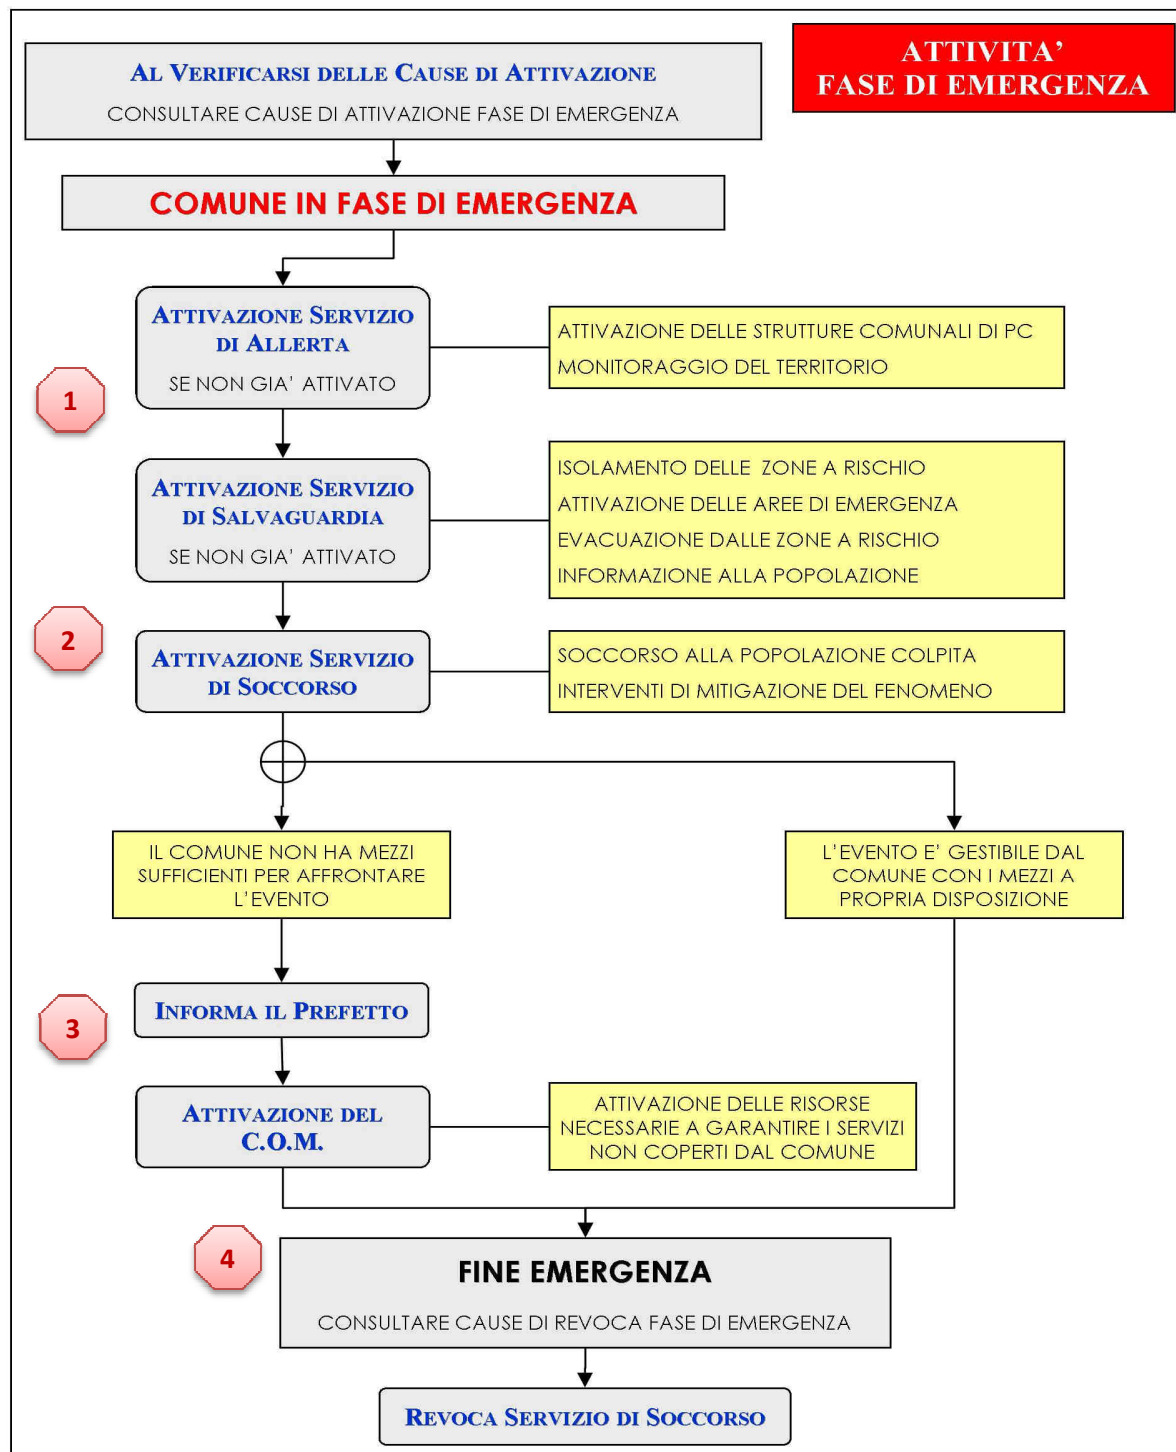 ATTIVITA’
FASE DI EMERGENZA
AL VERIFICARSI DELLE CAUSE DI ATTIVAZIONE
CONSULTARE CAUSE DI ATTIVAZIONE FASE DI EMERGENZA
COMUNE IN FASE DI EMERGENZA
ATTIVAZIONE SERVIZIO
DI ALLERTA
SE NON GIA’ ATTIVATO
ATTIVAZIONE DELLE STRUTTURE COMUNALI DI PC
MONITORAGGIO DEL TERRITORIO
1
ATTIVAZIONE SERVIZIO
DI SALVAGUARDIA
SE NON GIA’ ATTIVATO
ISOLAMENTO DELLE ZONE A RISCHIO
ATTIVAZIONE DELLE AREE DI EMERGENZA
EVACUAZIONE DALLE ZONE A RISCHIO
INFORMAZIONE ALLA POPOLAZIONE
2
ATTIVAZIONE SERVIZIO
DI SOCCORSO
SOCCORSO ALLA POPOLAZIONE COLPITA
INTERVENTI DI MITIGAZIONE DEL FENOMENO
IL COMUNE NON HA MEZZI
SUFFICIENTI PER AFFRONTARE
L’EVENTO
L’EVENTO E’ GESTIBILE DAL
COMUNE CON I MEZZI A
PROPRIA DISPOSIZIONE
3
INFORMA IL PREFETTO
ATTIVAZIONE DEL
C.O.M.
ATTIVAZIONE DELLE RISORSE
NECESSARIE A GARANTIRE I SERVIZI
NON COPERTI DAL COMUNE
4
FINE EMERGENZA
CONSULTARE CAUSE DI REVOCA FASE DI EMERGENZA
REVOCA SERVIZIO DI SOCCORSO